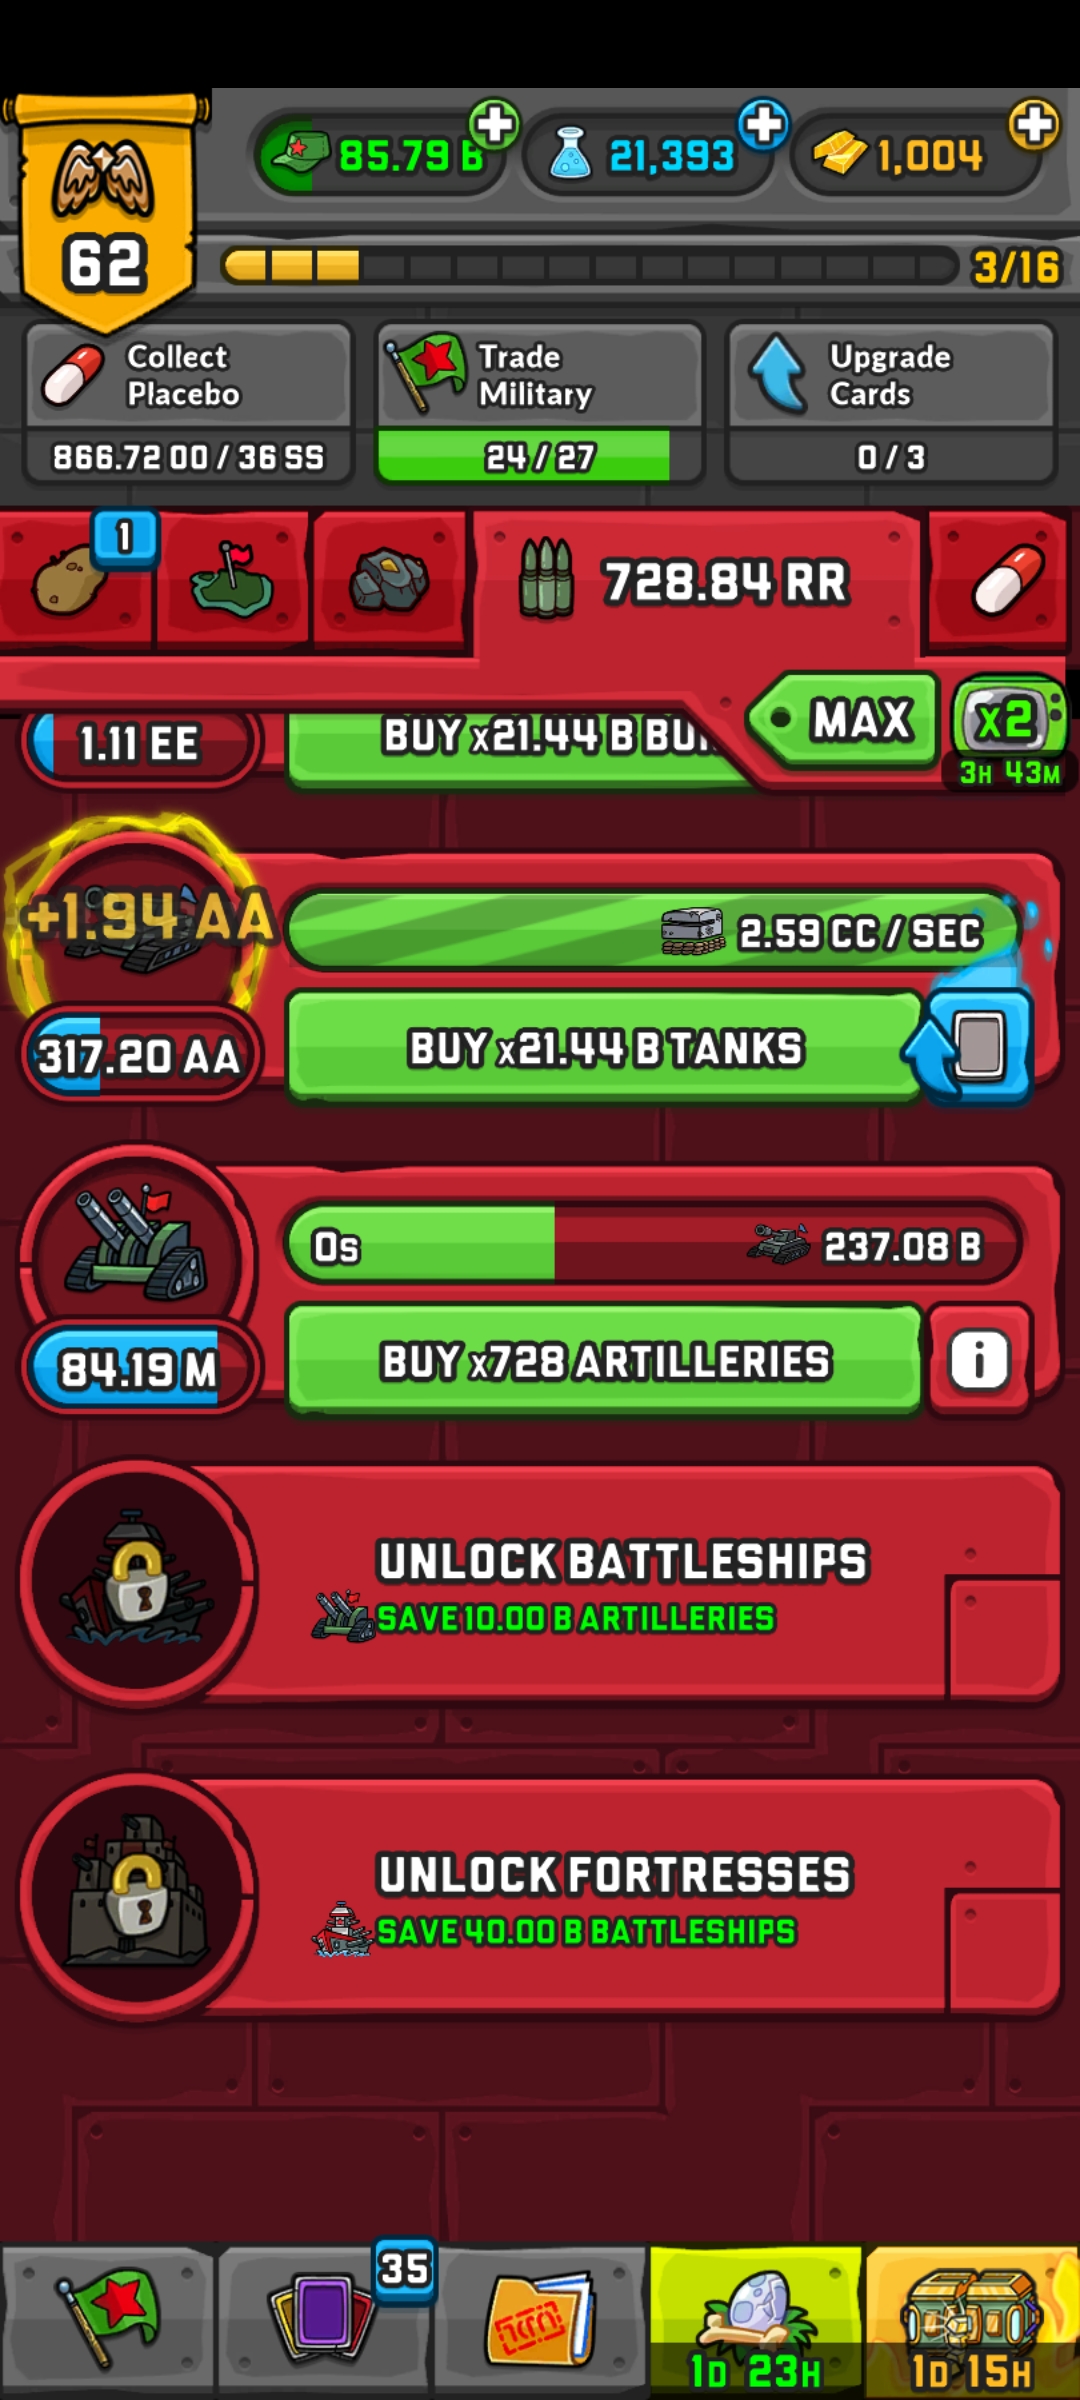 85.79 B
21,393
1,004
62
3/16
Collect
Placebo
Trade
Military
Upgrade
Cards
866.72 OO / 36 SS
24 / 27
0 / 3
1
728.84 RR
MAX
x2
3H 43M
1.11 EE
BUY x21.44 B
+1.94 AA
2.59 CC / SEC
317.20 AA
BUY x21.44 B TANKS
0s
237.08 B
84.19 M
BUY x728 ARTILLERIES
i
UNLOCK BATTLESHIPS
SAVE 10.00 B ARTILLERIES
UNLOCK FORTRESSES
SAVE 40.00 B BATTLESHIPS
35
1D 23H
1D 15H